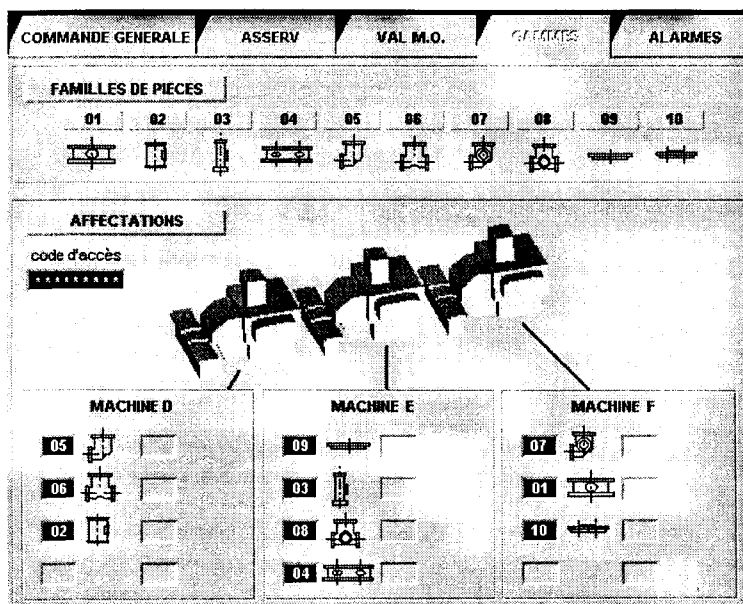 COMMANDE GENERALE ASSERV VAL M.O. GAMMES ALARMES
FAMILLES DE PIECES
01 02 03 04 05 06 07 08 09 10
AFFECTATIONS
code d'accès
*********
MACHINE D MACHINE E MACHINE F
05 09 07
06 03 01
02 08 10
04